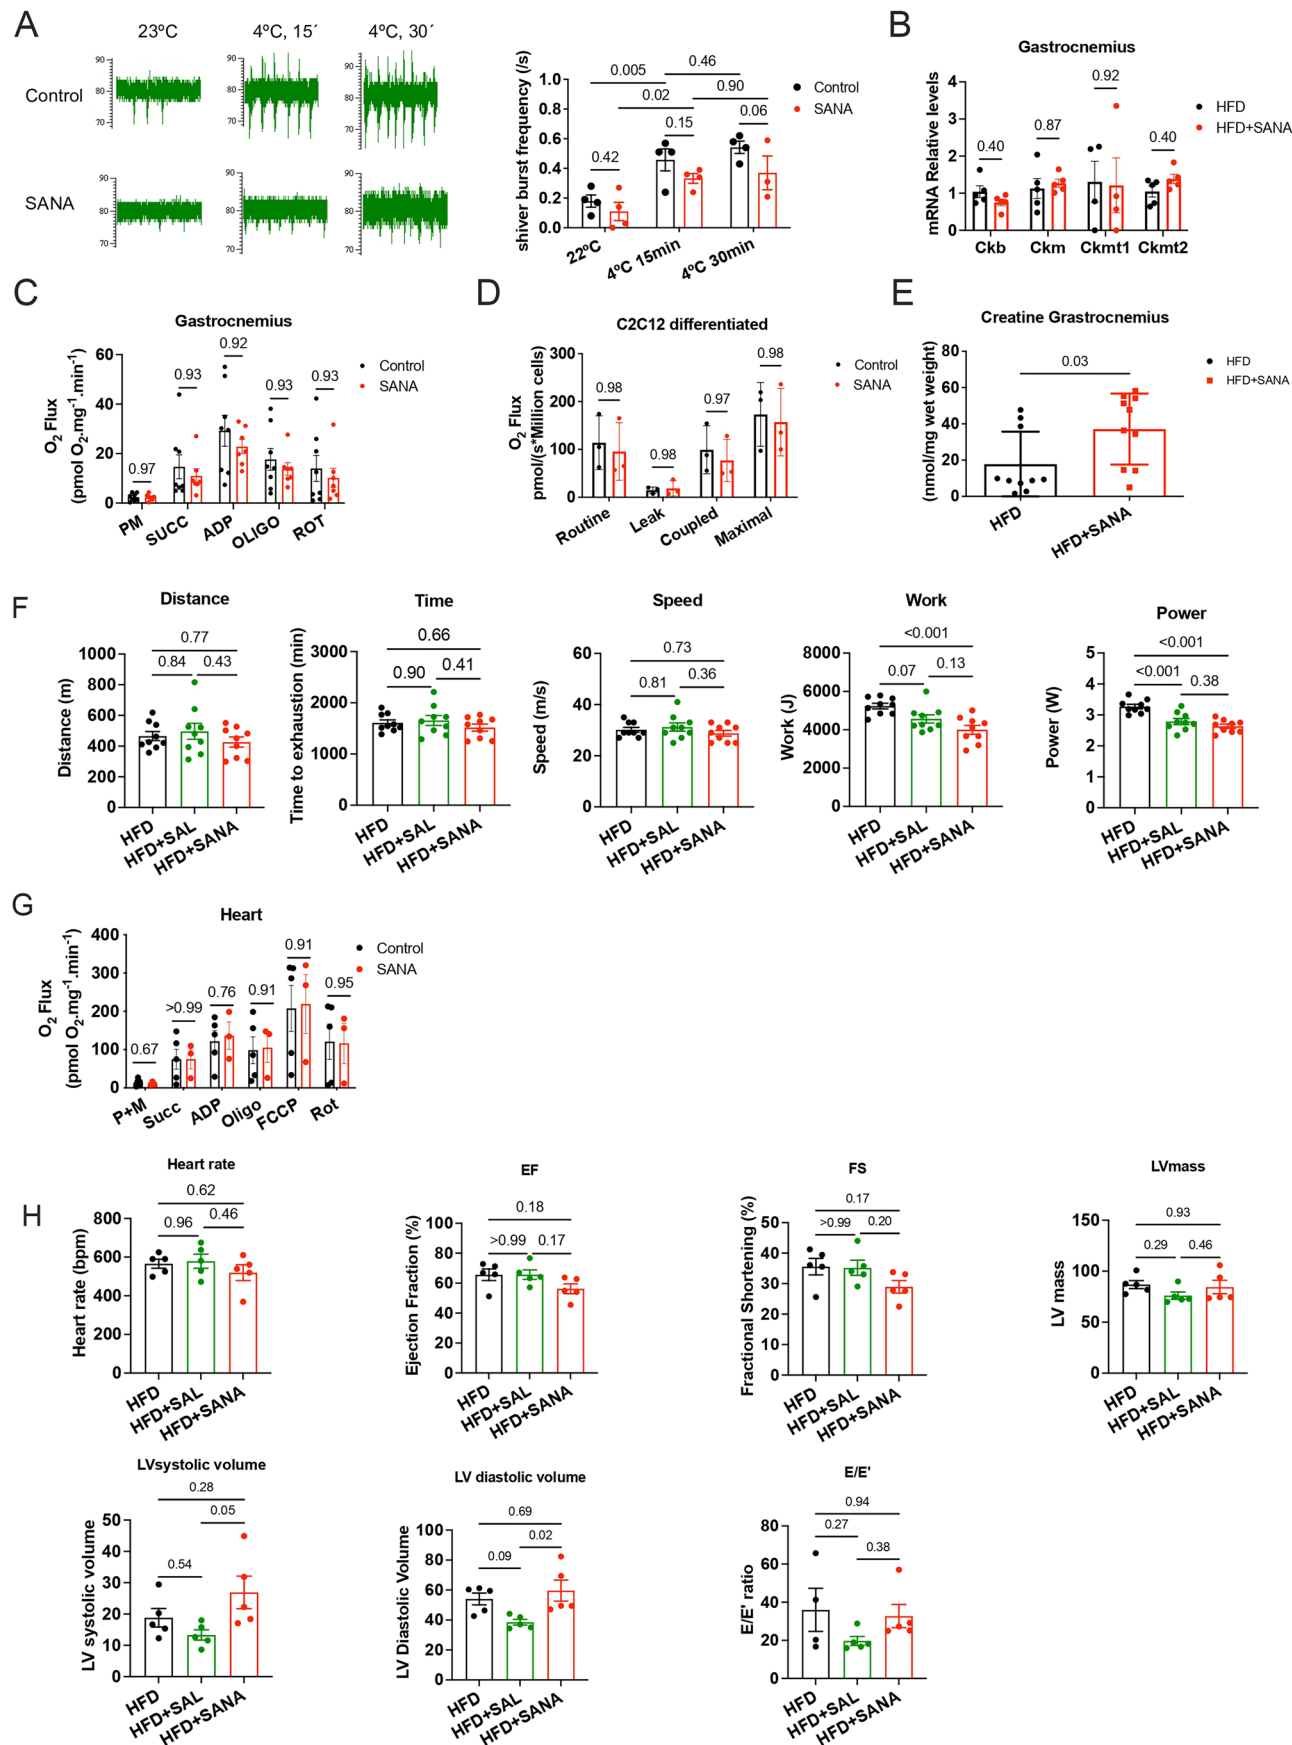 A
23ºC
4ºC, 15´
4ºC, 30´
Control
SANA
90
80
70
90
80
70
90
80
70
90
80
70
90
80
70
90
80
70
shiver burst frequency (/s)
1.0
0.8
0.6
0.4
0.2
0.0
0.005
0.46
0.02
0.90
0.42
0.15
0.06
22ºC
4ºC 15min
4ºC 30min
Control
SANA
B
Gastrocnemius
mRNA Relative levels
4
3
2
1
0
0.40
0.87
0.92
0.40
Ckb
Ckm
Ckmt1
Ckmt2
HFD
HFD+SANA
C
Gastrocnemius
O2 Flux
(pmol O2.mg-1.min-1)
60
40
20
0
0.97
0.93
0.92
0.93
0.93
PM
SUCC
ADP
OLIGO
ROT
Control
SANA
D
C2C12 differentiated
O2 Flux
pmol/(s*Million cells)
300
200
100
0
0.98
0.98
0.97
0.98
Routine
Leak
Coupled
Maximal
Control
SANA
E
Creatine Grastrocnemius
(nmol/mg wet weight)
80
60
40
20
0
0.03
HFD
HFD+SANA
HFD
HFD+SANA
F
Distance
Distance (m)
1000
800
600
400
200
0
0.77
0.84
0.43
HFD
HFD+SAL
HFD+SANA
Time
Time to exhaustion (min)
3000
2000
1000
0
0.66
0.90
0.41
HFD
HFD+SAL
HFD+SANA
Speed
Speed (m/s)
60
40
20
0
0.73
0.81
0.36
HFD
HFD+SAL
HFD+SANA
Work
Work (J)
8000
6000
4000
2000
0
<0.001
0.07
0.13
HFD
HFD+SAL
HFD+SANA
Power
Power (W)
5
4
3
2
1
0
<0.001
<0.001
0.38
HFD
HFD+SAL
HFD+SANA
G
Heart
O2 Flux
(pmol O2.mg-1.min-1)
400
300
200
100
0
0.67
>0.99
0.76
0.91
0.91
0.95
P+M
Succ
ADP
Oligo
FCCP
Rot
Control
SANA
H
Heart rate
Heart rate (bpm)
800
600
400
200
0
0.62
0.96
0.46
HFD
HFD+SAL
HFD+SANA
EF
Ejection Fraction (%)
100
80
60
40
20
0
0.18
>0.99
0.17
HFD
HFD+SAL
HFD+SANA
FS
Fractional Shortening (%)
50
40
30
20
10
0
0.17
>0.99
0.20
HFD
HFD+SAL
HFD+SANA
LVmass
LV mass
150
100
50
0
0.93
0.29
0.46
HFD
HFD+SAL
HFD+SANA
LVsystolic volume
LV systolic volume
50
40
30
20
10
0
0.28
0.05
0.54
HFD
HFD+SAL
HFD+SANA
LV diastolic volume
LV Diastolic Volume
100
80
60
40
20
0
0.69
0.02
0.09
HFD
HFD+SAL
HFD+SANA
E/E'
E/E' ratio
80
60
40
20
0
0.94
0.27
0.38
HFD
HFD+SAL
HFD+SANA